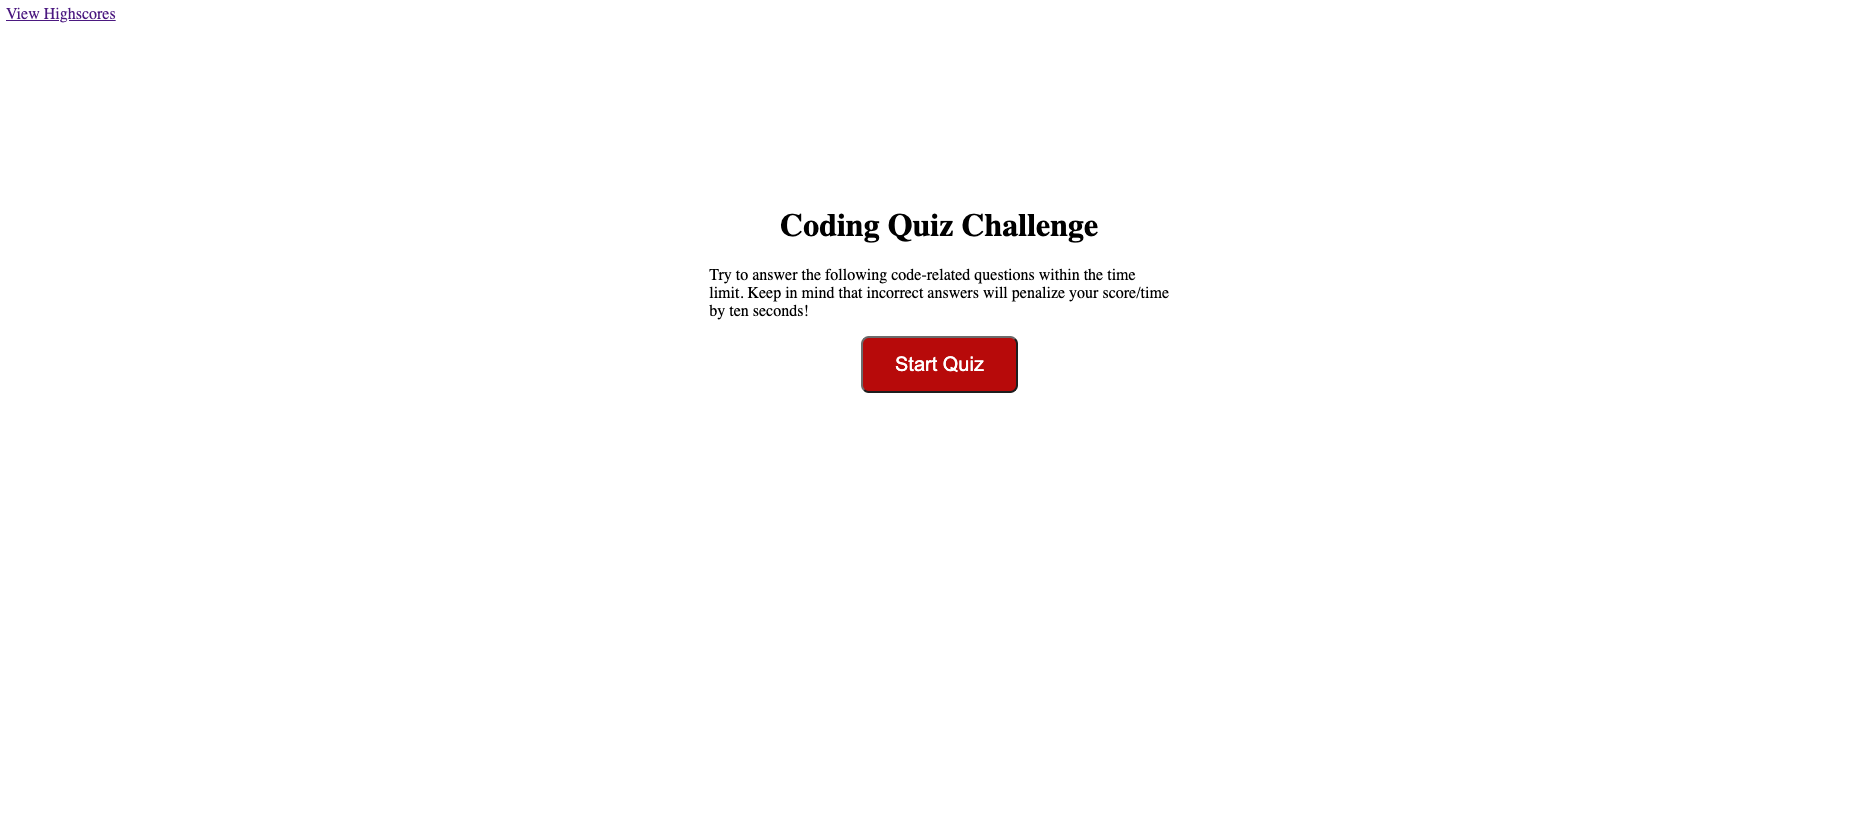 View Highscores
Coding Quiz Challenge
Try to answer the following code-related questions within the time
limit. Keep in mind that incorrect answers will penalize your score/time
by ten seconds!
Start Quiz